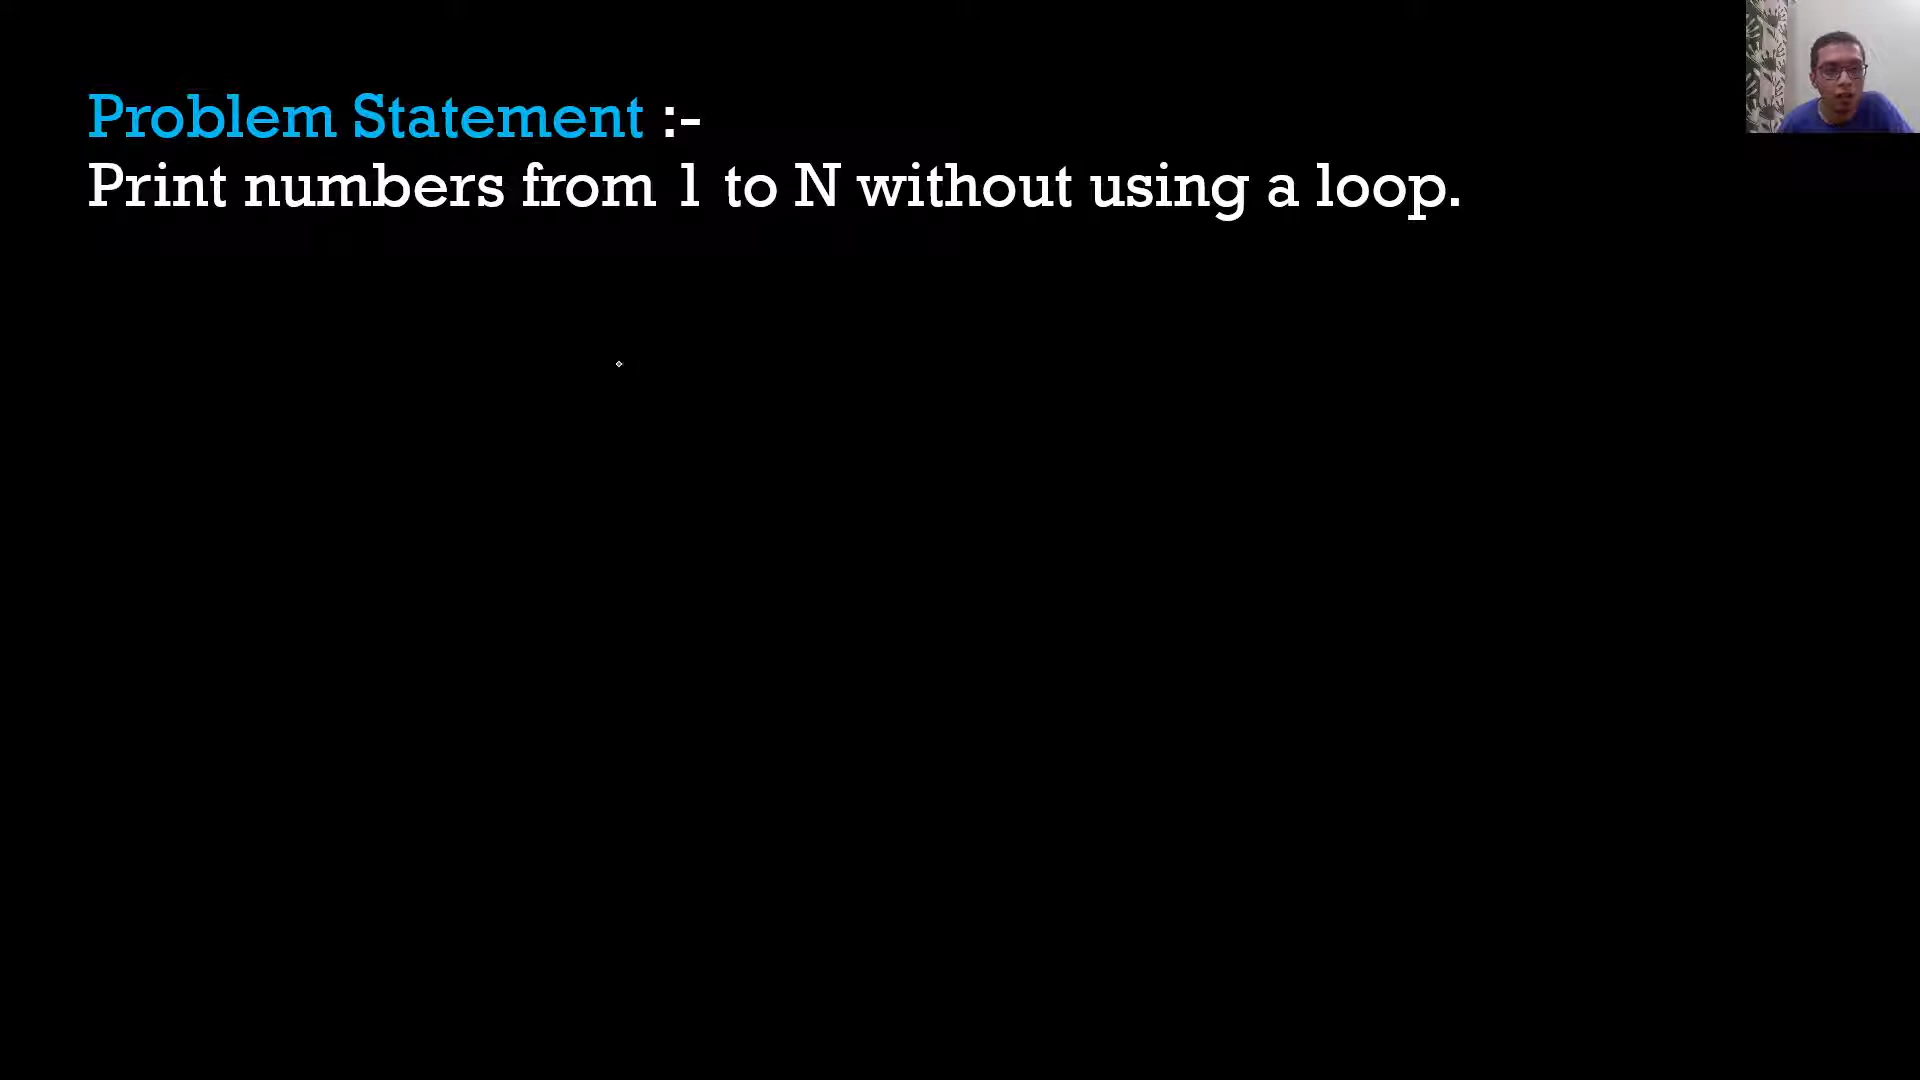 Problem Statement :-
Print numbers from 1 to N without using a loop.